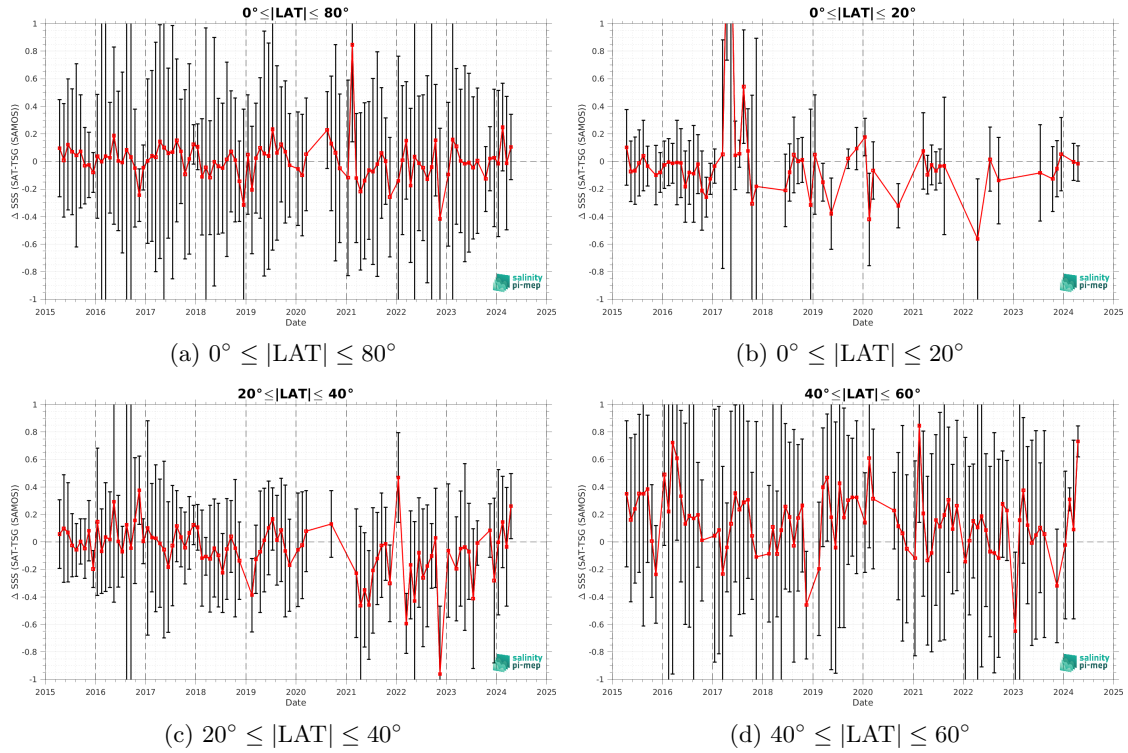 0°≤|LAT|≤ 80°
Δ SSS (SAT-TSG (SAMOS))
1
0.8
0.6
0.4
0.2
0
-0.2
-0.4
-0.6
-0.8
-1
salinity
pi-mep
2015 2016 2017 2018 2019 2020 2021 2022 2023 2024 2025
Date
(a) 0° ≤ |LAT| ≤ 80°
0°≤|LAT|≤ 20°
Δ SSS (SAT-TSG (SAMOS))
1
0.8
0.6
0.4
0.2
0
-0.2
-0.4
-0.6
-0.8
-1
salinity
pi-mep
2015 2016 2017 2018 2019 2020 2021 2022 2023 2024 2025
Date
(b) 0° ≤ |LAT| ≤ 20°
20°≤|LAT|≤ 40°
Δ SSS (SAT-TSG (SAMOS))
1
0.8
0.6
0.4
0.2
0
-0.2
-0.4
-0.6
-0.8
-1
salinity
pi-mep
2015 2016 2017 2018 2019 2020 2021 2022 2023 2024 2025
Date
(c) 20° ≤ |LAT| ≤ 40°
40°≤|LAT|≤ 60°
Δ SSS (SAT-TSG (SAMOS))
1
0.8
0.6
0.4
0.2
0
-0.2
-0.4
-0.6
-0.8
-1
salinity
pi-mep
2015 2016 2017 2018 2019 2020 2021 2022 2023 2024 2025
Date
(d) 40° ≤ |LAT| ≤ 60°